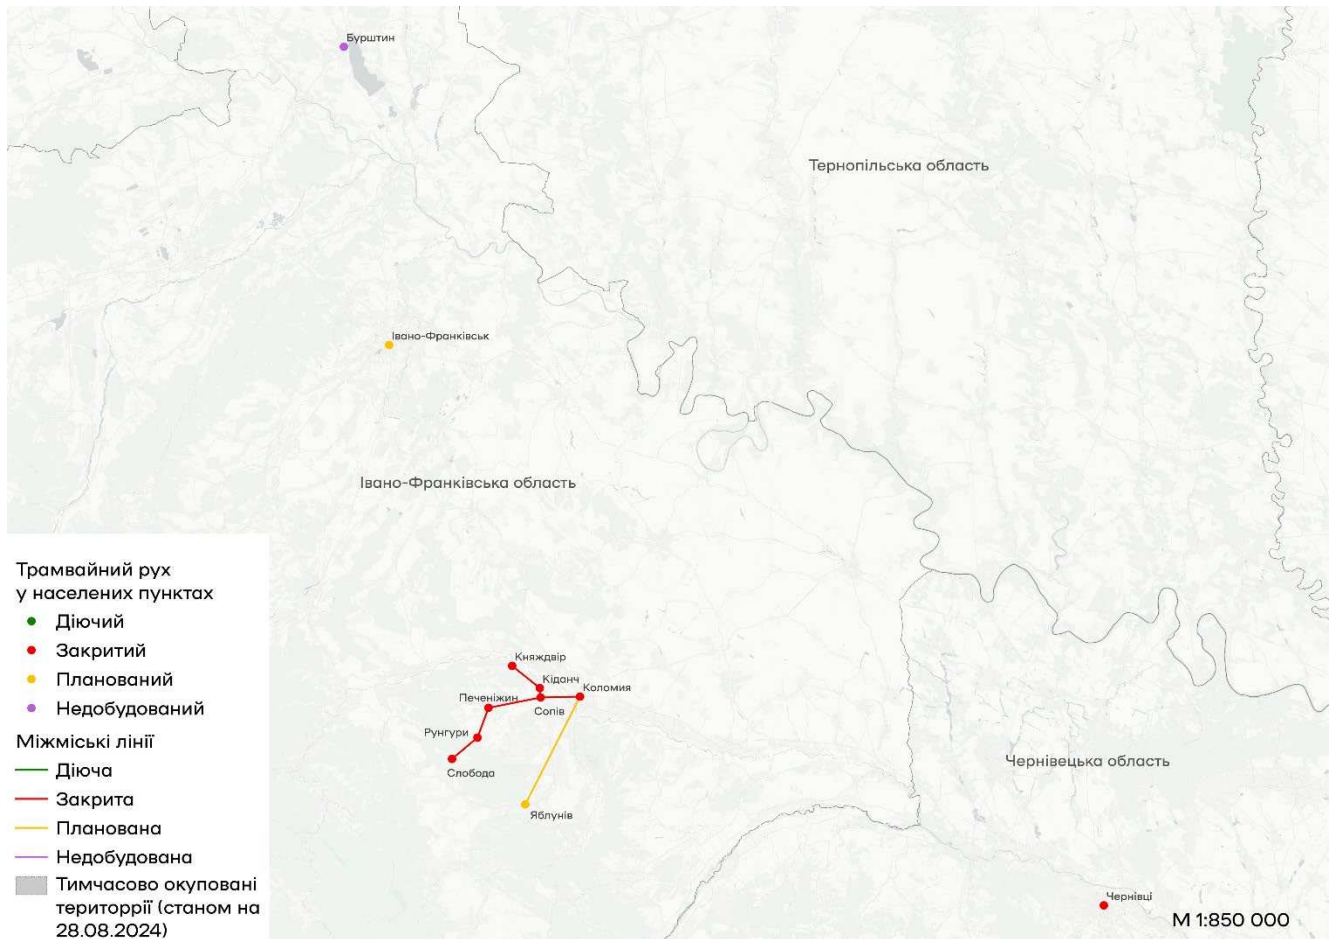 Бурштин
Тернопільська область
Івано-Франківськ
Івано-Франківська область
Княждвір
Кіданч
Коломия
Печеніжин
Сопів
Рунгури
Слобода
Яблунів
Чернівецька область
Чернівці
М 1:850 000
Трамвайний рух
у населених пунктах
Діючий
Закритий
Планований
Недобудований
Міжміські лінії
Діюча
Закрита
Планована
Недобудована
Тимчасово окуповані
територрії (станом на
28.08.2024)